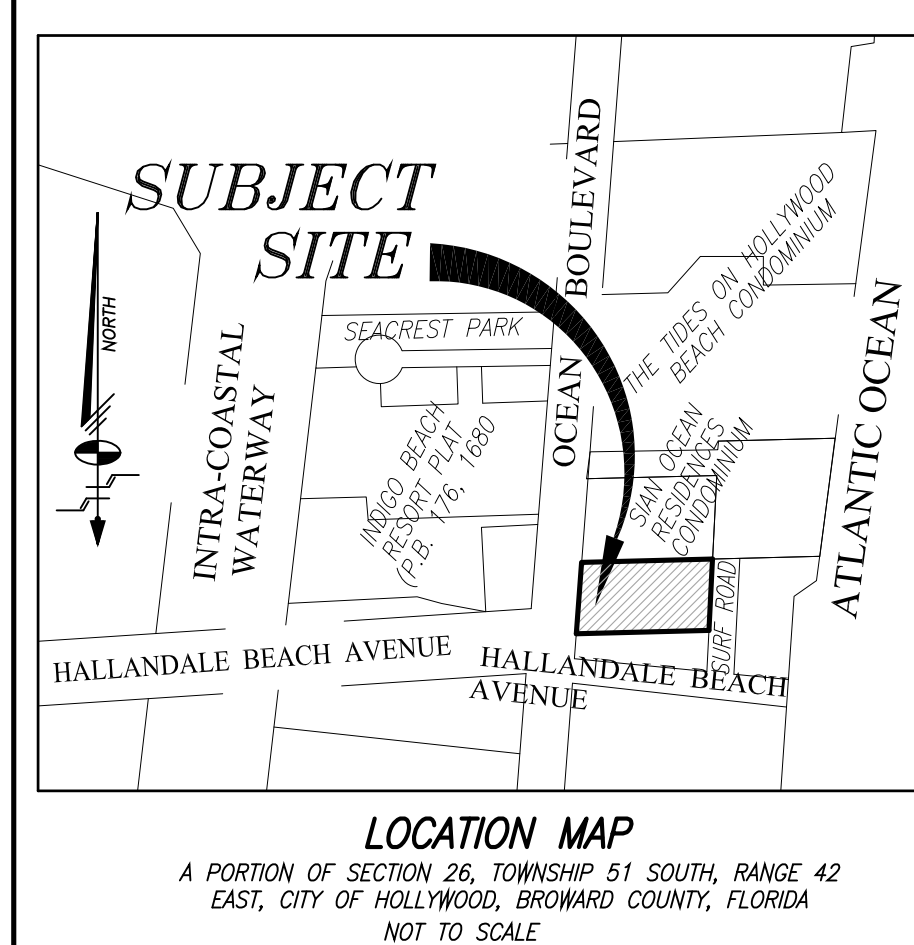 SUBJECT
SITE
NORTH
INTRA-COASTAL
WATERWAY
SEACREST PARK
INDIGO BEACH
RESORT PLAT
(P.B. 176, 1680
OCEAN BOULEVARD
THE TIDES ON HOLLYWOOD
BEACH CONDOMINIUM
SIAN OCEAN
RESIDENCES
CONDOMINIUM
ATLANTIC OCEAN
SURF ROAD
HALLANDALE BEACH AVENUE
HALLANDALE BEACH
AVENUE
LOCATION MAP
A PORTION OF SECTION 26, TOWNSHIP 51 SOUTH, RANGE 42
EAST, CITY OF HOLLYWOOD, BROWARD COUNTY, FLORIDA
NOT TO SCALE